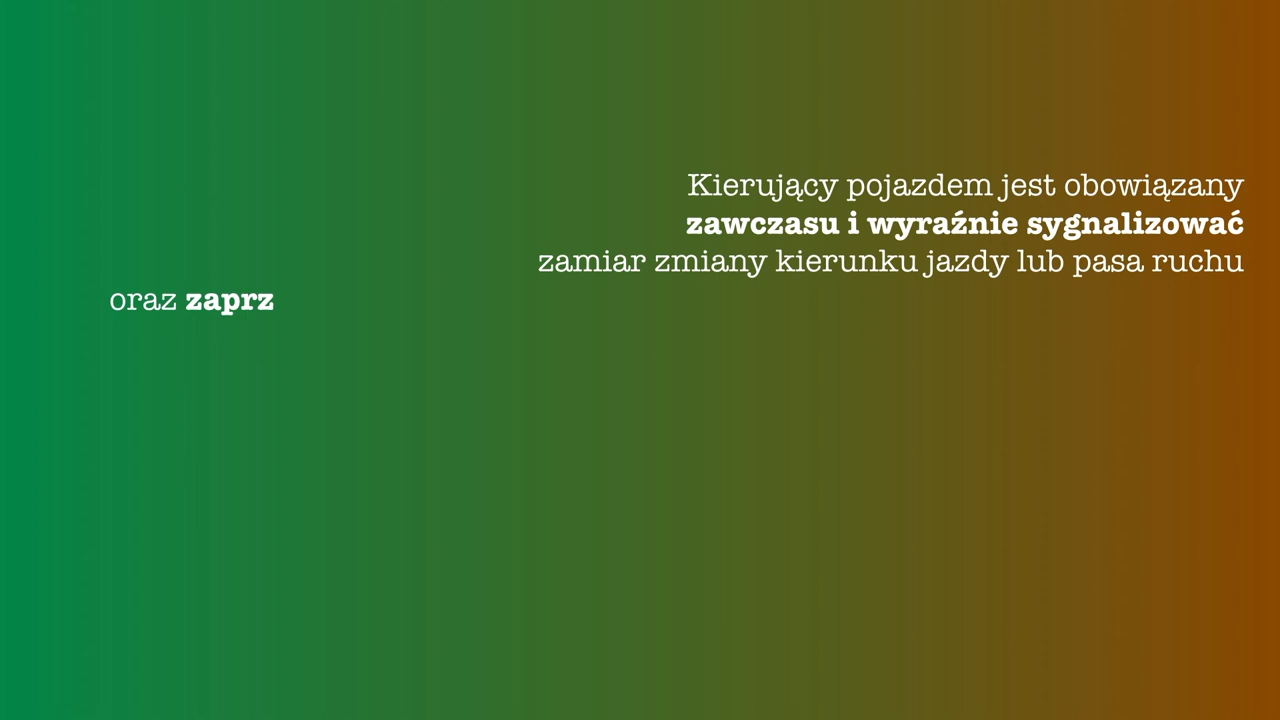 Kierujący pojazdem jest obowiązany
zawczasu i wyraźnie sygnalizować
zamiar zmiany kierunku jazdy lub pasa ruchu
oraz zaprz